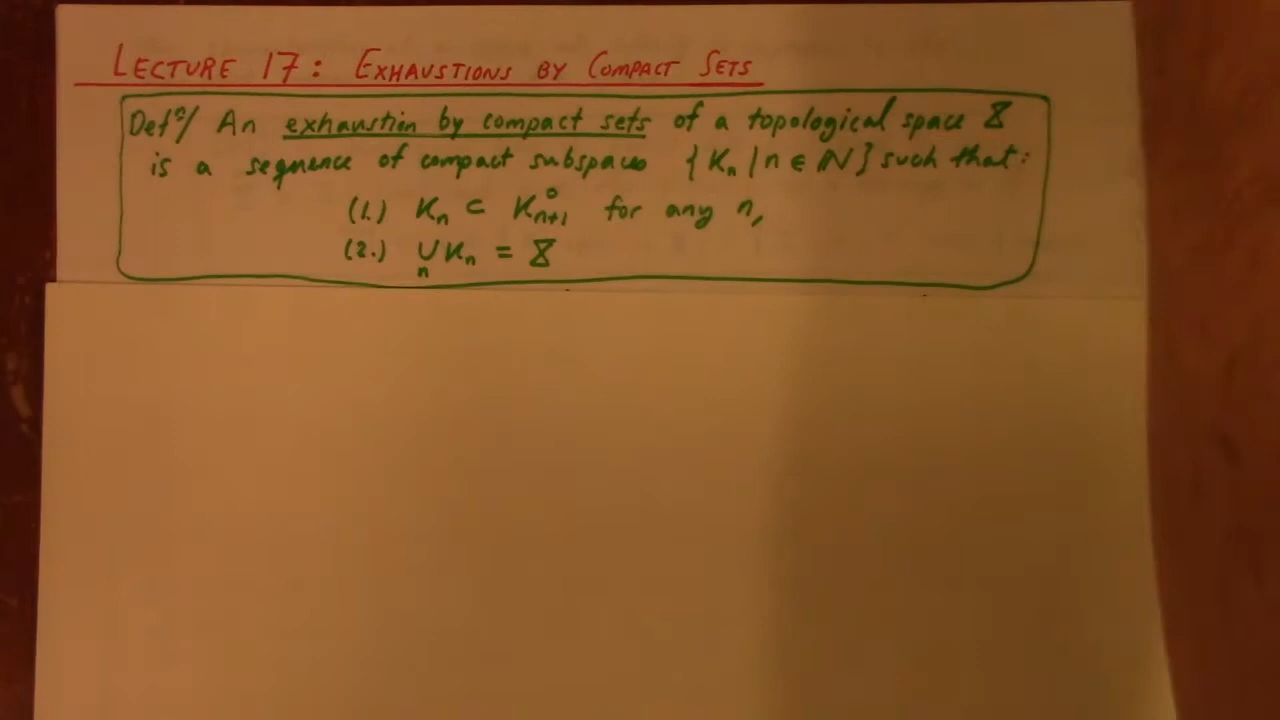 LECTURE 17: EXHAUSTIONS BY COMPACT SETS
Defⁿ/ An exhaustion by compact sets of a topological space X
is a sequence of compact subspaces {Kₙ | n ∈ ℕ} such that:
(1.) Kₙ ⊂ K°ₙ₊₁ for any n,
(2.) ∪ₙ Kₙ = X